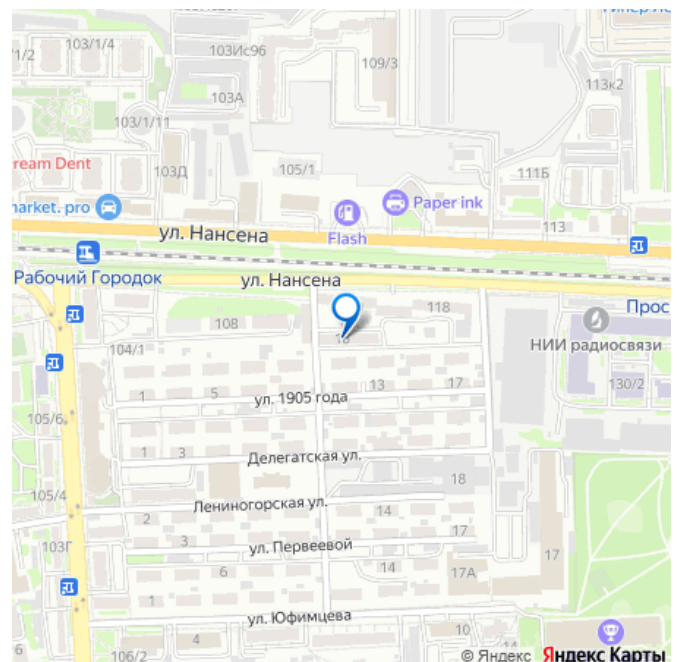 103/1/4
103Ис96
109/3
1/2
103А
113к2
103/1/11
ream Dent
103Д
105/1
111Б
market. pro
Paper ink
113
ул. Нансена
Flash
Рабочий Городок
ул. Нансена
118
Прос
108
16
НИИ радиосвязи
104/1
130/2
1
5
13
17
ул. 1905 года
105/6
1
3
Делегатская ул.
18
105/4
Лениногорская ул.
2
14
103Г
3
17
ул. Первеевой
17
6
14
17А
1
ул. Юфимцева
10
6
4
106/2
© Яндекс Яндекс Карты